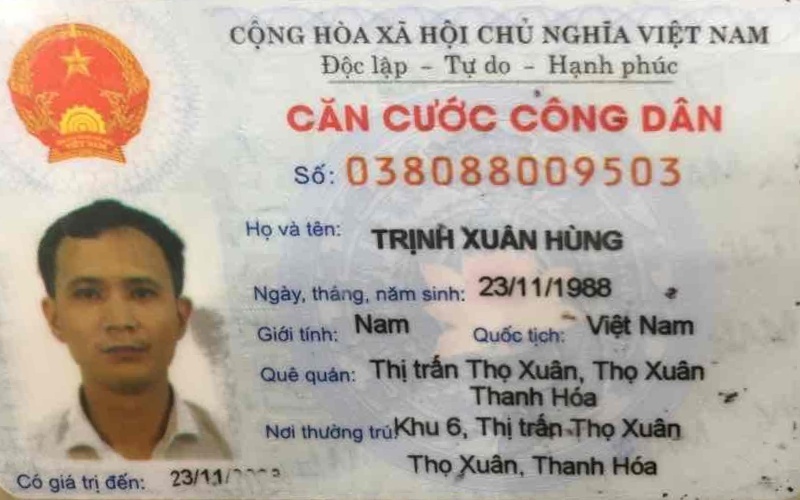 CỘNG HÒA XÃ HỘI CHỦ NGHĨA VIỆT NAM
Độc lập - Tự do - Hạnh phúc
CĂN CƯỚC CÔNG DÂN
Số: 038088009503
Họ và tên: TRỊNH XUÂN HÙNG
Ngày, tháng, năm sinh: 23/11/1988
Giới tính: Nam Quốc tịch: Việt Nam
Quê quán: Thị trấn Thọ Xuân, Thọ Xuân
Thanh Hóa
Nơi thường trú: Khu 6, Thị trấn Thọ Xuân
Thọ Xuân, Thanh Hóa
Có giá trị đến: 23/11/